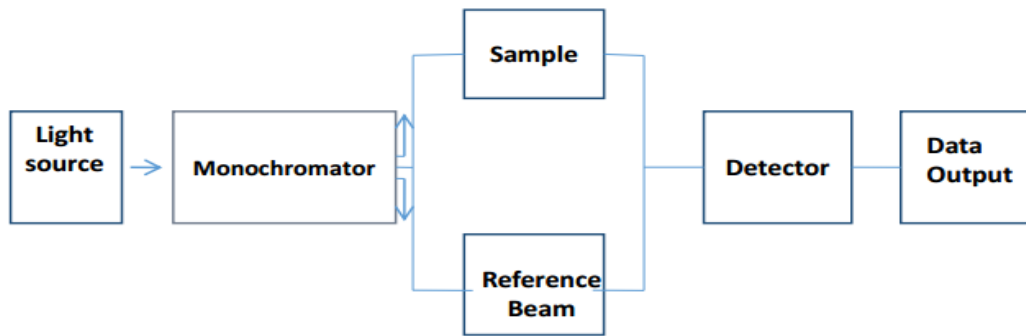 Sample
Light
source
Monochromator
Detector
Data
Output
Reference
Beam